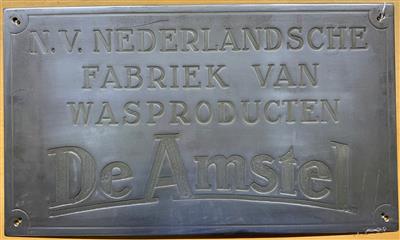 N.V. NEDERLANDSCHE
FABRIEK VAN
WASPRODUCTEN
De Amstel